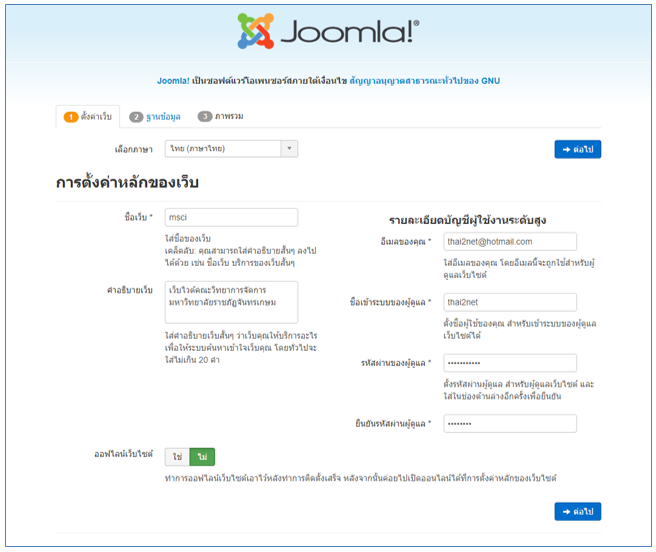 Joomla!®
Joomla! เป็นซอฟต์แวร์โอเพนซอร์สภายใต้เงื่อนไข สัญญาอนุญาตสาธารณะทั่วไปของ GNU
1 ตั้งค่าเว็บ 2 ฐานข้อมูล 3 ภาพรวม
เลือกภาษา ไทย (ภาษาไทย) ต่อไป
การตั้งค่าหลักของเว็บ
ชื่อเว็บ * msci
ใส่ชื่อของเว็บ
เคล็ดลับ: คุณสามารถใส่คำอธิบายสั้นๆ ลงไป
ได้ด้วย เช่น ชื่อเว็บ บริการของเว็บสั้นๆ
คำอธิบายเว็บ เว็บไวต์คณะวิทยาการจัดการ
มหาวิทยาลัยราชภัฏจันทรเกษม
ใส่คำอธิบายเว็บสั้นๆ ว่าเว็บคุณให้บริการอะไร
เพื่อให้ระบบค้นหาเข้าใจเว็บคุณ โดยทั่วไปจะ
ใส่ไม่เกิน 20 คำ
รายละเอียดบัญชีผู้ใช้งานระดับสูง
อีเมลของคุณ * thai2net@hotmail.com
ใส่อีเมลของคุณ โดยอีเมลนี้จะถูกใช้สำหรับผู้
ดูแลเว็บไซต์
ชื่อเข้าระบบของผู้ดูแล * thai2net
ตั้งชื่อผู้ใช้ของคุณ สำหรับเข้าระบบของผู้ดูแล
เว็บไซต์ได้
รหัสผ่านของผู้ดูแล * •••••••••••
ตั้งรหัสผ่านผู้ดูแล สำหรับผู้ดูแลเว็บไซต์ และ
ใส่ในช่องด้านล่างอีกครั้งเพื่อยืนยัน
ยืนยันรหัสผ่านผู้ดูแล * ••••••••
ออฟไลน์เว็บไซต์ ใช่ ไม่
ทำการออฟไลน์เว็บไซต์เอาไว้หลังทำการติดตั้งเสร็จ หลังจากนั้นค่อยไปเปิดออนไลน์ได้ที่การตั้งค่าหลักของเว็บไซต์
ต่อไป